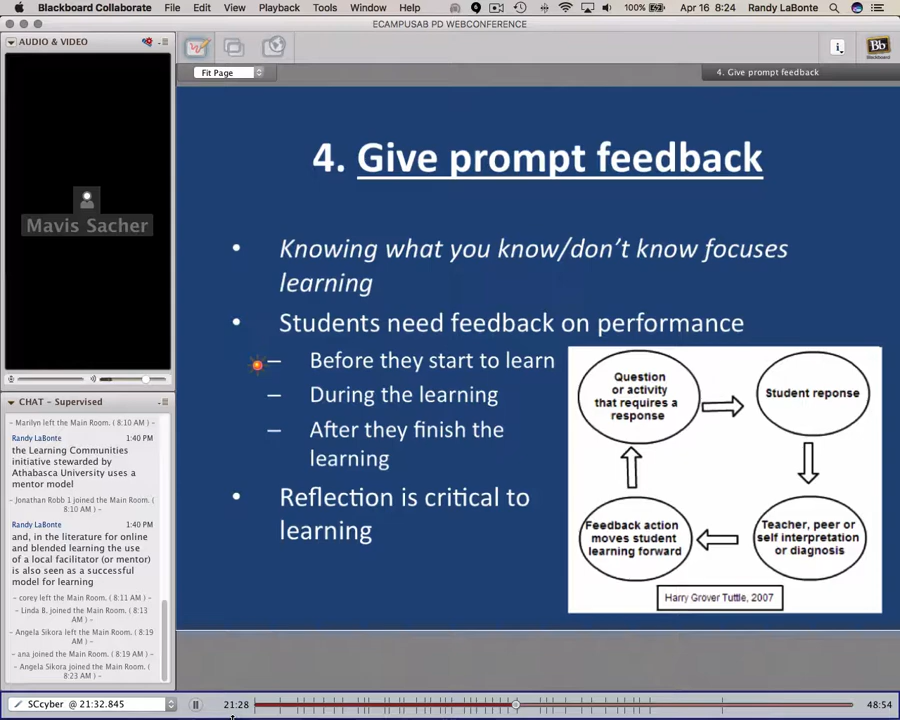 Blackboard Collaborate File Edit View Playback Tools Window Help 100% Apr 16 8:24 Randy LaBonte
ECAMPUSAB PD WEBCONFERENCE
AUDIO & VIDEO
Mavis Sacher
CHAT - Supervised
- Marilyn left the Main Room. ( 8:10 AM ) -
Randy LaBonte 1:40 PM
the Learning Communities
initiative stewarded by
Athabasca University uses a
mentor model
- Jonathan Robb 1 joined the Main Room. (
8:10 AM ) -
Randy LaBonte 1:40 PM
and, in the literature for online
and blended learning the use
of a local facilitator (or mentor)
is also seen as a successful
model for learning
- corey left the Main Room. ( 8:11 AM ) -
- Linda B. joined the Main Room. ( 8:13
AM ) -
Angela Sikora left the Main Room. ( 8:19
AM ) -
- ana joined the Main Room. ( 8:19 AM ) -
- Angela Sikora joined the Main Room. (
8:23 AM ) -
Fit Page
4. Give prompt feedback
i
Bb
Blackboard
4. Give prompt feedback
• Knowing what you know/don't know focuses
learning
• Students need feedback on performance
– Before they start to learn
– During the learning
– After they finish the
learning
• Reflection is critical to
learning
Question
or activity
that requires a
response
Student reponse
Teacher, peer or
self interpretation
or diagnosis
Feedback action
moves student
learning forward
Harry Grover Tuttle, 2007
SCcyber @ 21:32.845
21:28
48:54